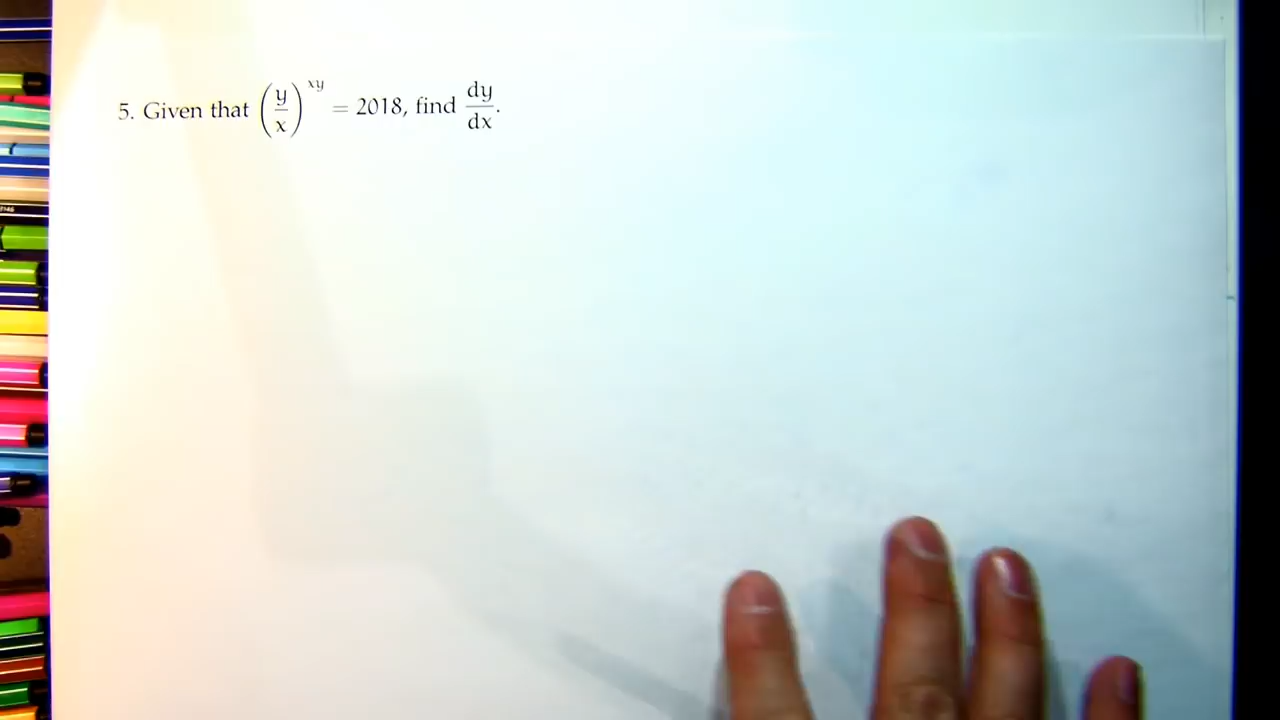 5. Given that (y/x)^xy = 2018, find dy/dx.